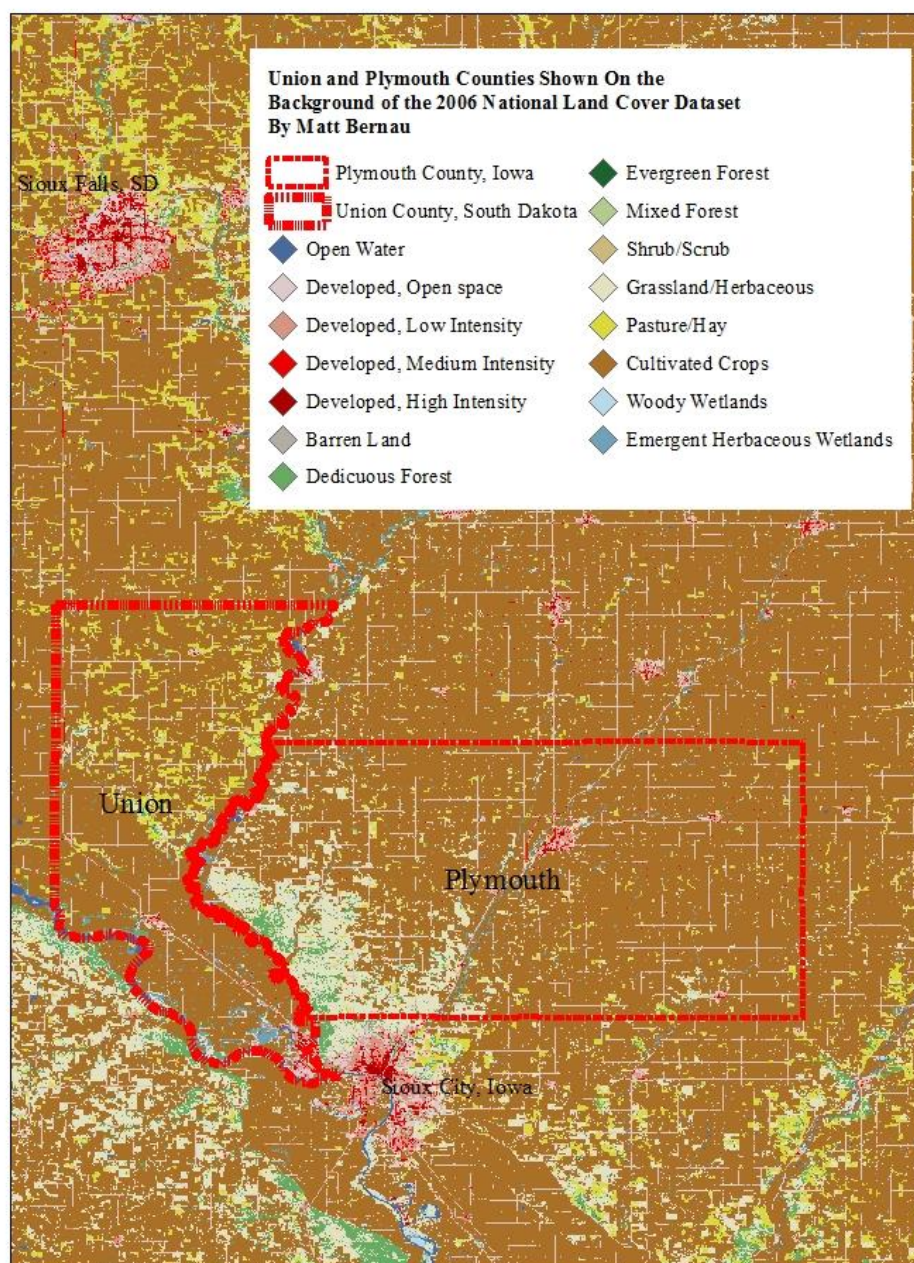 Union and Plymouth Counties Shown On the
Background of the 2006 National Land Cover Dataset
By Matt Bernau
Plymouth County, Iowa
Union County, South Dakota
Open Water
Developed, Open space
Developed, Low Intensity
Developed, Medium Intensity
Developed, High Intensity
Barren Land
Dedicuous Forest
Evergreen Forest
Mixed Forest
Shrub/Scrub
Grassland/Herbaceous
Pasture/Hay
Cultivated Crops
Woody Wetlands
Emergent Herbaceous Wetlands
Sioux Falls, SD
Union
Plymouth
Sioux City, Iowa